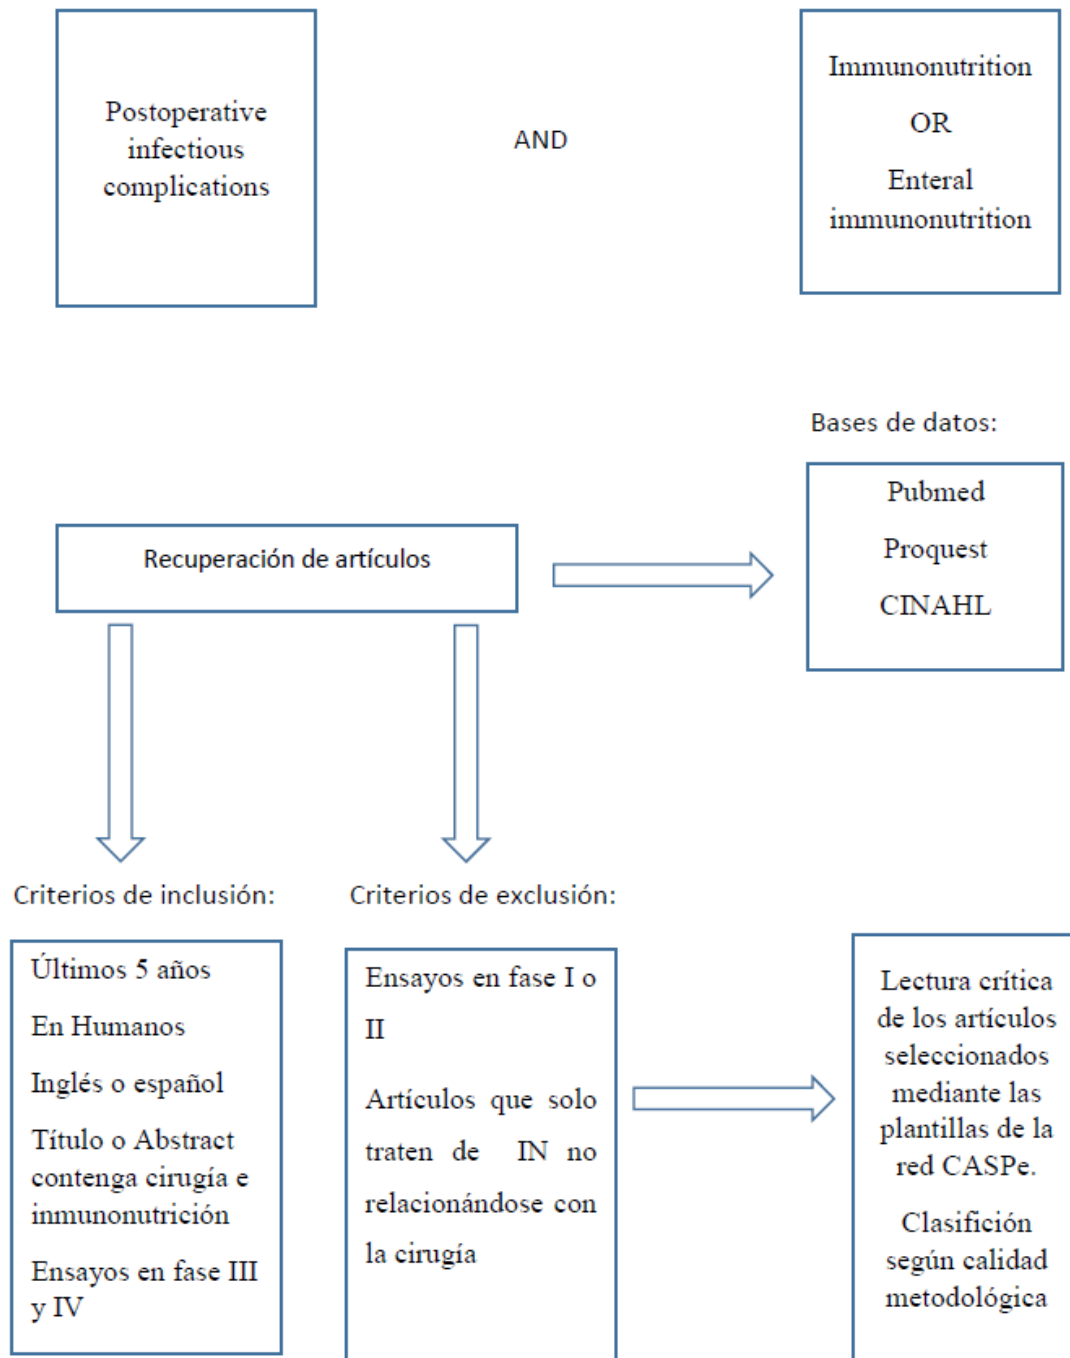 Postoperative
infectious
complications
AND
Immunonutrition
OR
Enteral
immunonutrition
Bases de datos:
Pubmed
Proquest
CINAHL
Recuperación de artículos
Criterios de inclusión:
Últimos 5 años
En Humanos
Inglés o español
Título o Abstract
contenga cirugía e
inmunonutrición
Ensayos en fase III
y IV
Criterios de exclusión:
Ensayos en fase I o
II
Artículos que solo
traten de IN no
relacionándose con
la cirugía
Lectura crítica
de los artículos
seleccionados
mediante las
plantillas de la
red CASPe.
Clasifición
según calidad
metodológica